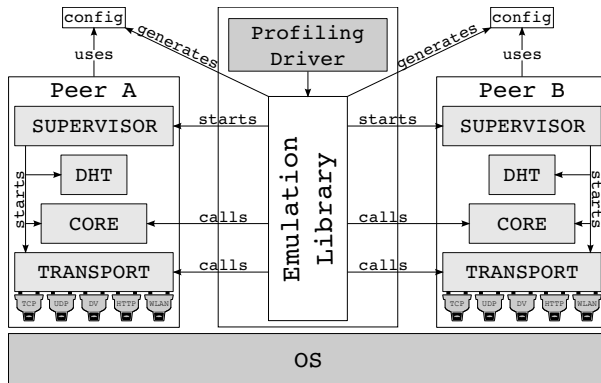 config
config
Profiling
Driver
generates
generates
uses
uses
Peer A
Peer B
SUPERVISOR
starts
starts
SUPERVISOR
Emulation
Library
DHT
DHT
starts
starts
CORE
calls
calls
CORE
TRANSPORT
calls
calls
TRANSPORT
TCP
UDP
DV
HTTP
WLAN
TCP
UDP
DV
HTTP
WLAN
OS